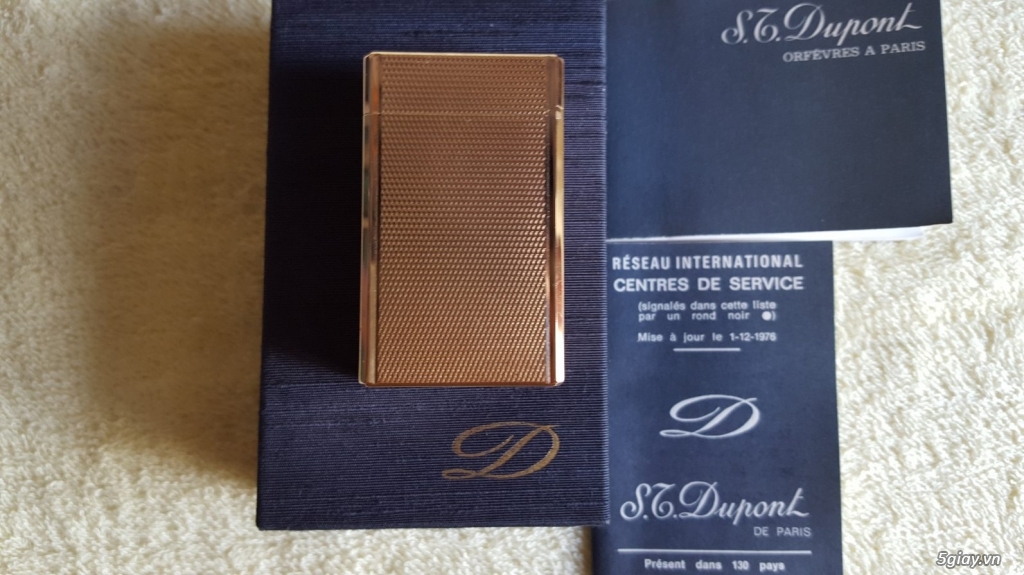 S.T. Dupont
ORFÈVRES A PARIS
RÉSEAU INTERNATIONAL
CENTRES DE SERVICE
(signalés dans cette liste
par un rond noir ●)
Mise à jour le 1-12-1976
D
D
S.T. Dupont
DE PARIS
Présent dans 130 pays
5giay.vn